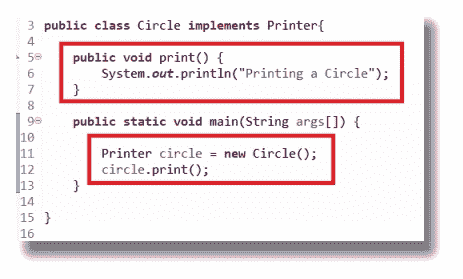 3 public class Circle implements Printer{
4
5 public void print() {
6 System.out.println("Printing a Circle");
7 }
8
9 public static void main(String args[]) {
10
11 Printer circle = new Circle();
12 circle.print();
13 }
14
15 }
16